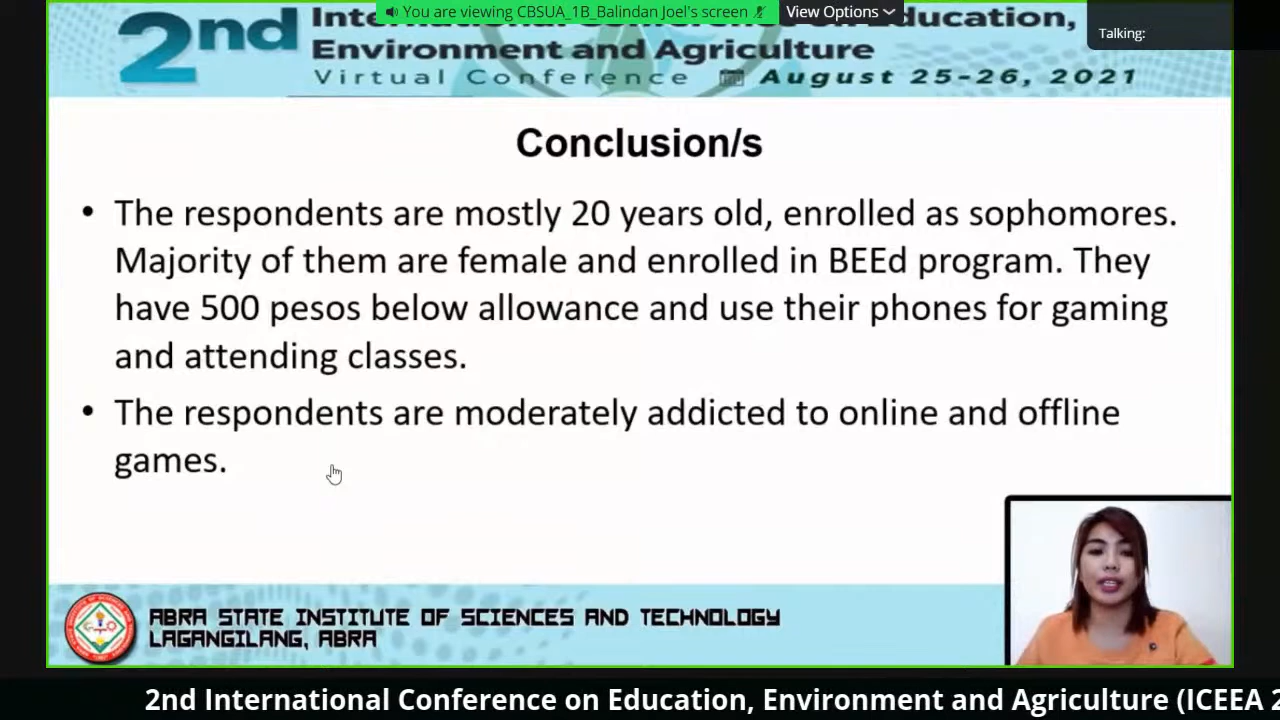 You are viewing CBSUA_1B_Balindan Joel's screen
View Options
Talking:
2nd
Education,
Environment and Agriculture
Virtual Conference August 25-26, 2021
Conclusion/s
• The respondents are mostly 20 years old, enrolled as sophomores.
Majority of them are female and enrolled in BEEd program. They
have 500 pesos below allowance and use their phones for gaming
and attending classes.
• The respondents are moderately addicted to online and offline
games.
ABRA STATE INSTITUTE OF SCIENCES AND TECHNOLOGY
LAGANGILANG, ABRA
2nd International Conference on Education, Environment and Agriculture (ICEEA 2